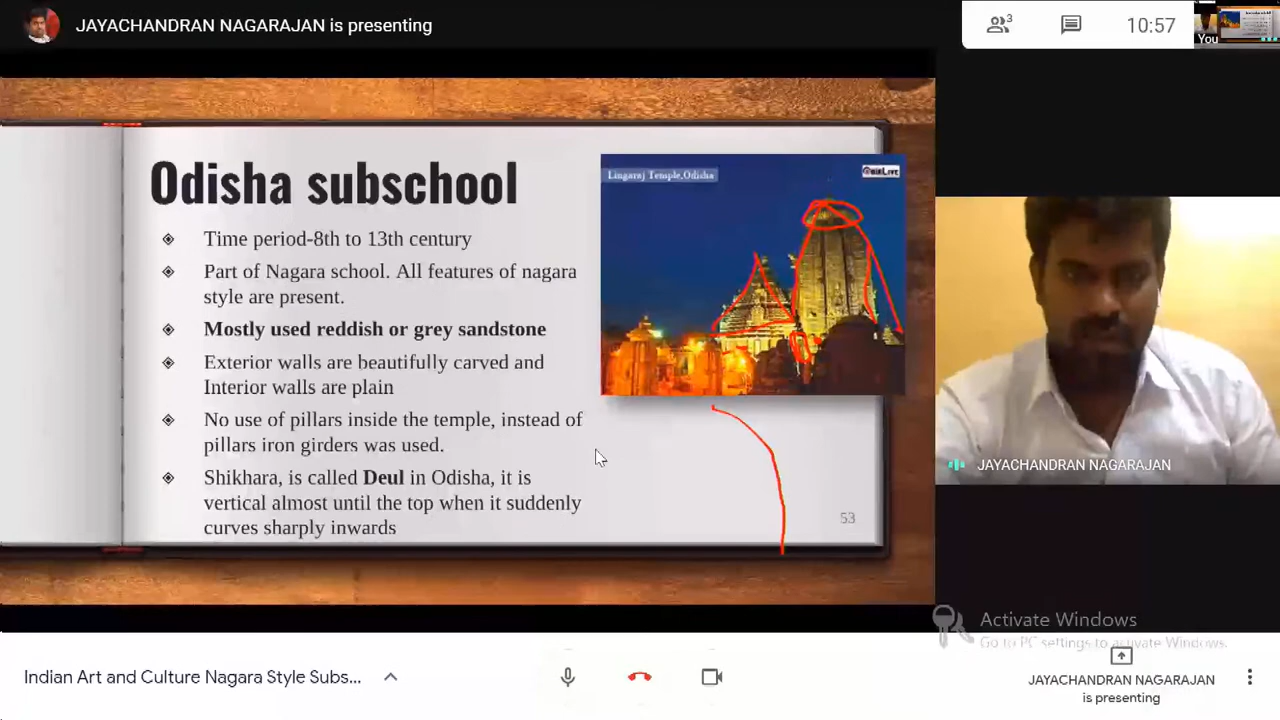 JAYACHANDRAN NAGARAJAN is presenting
3
10:57
You
Odisha subschool
Time period-8th to 13th century
Part of Nagara school. All features of nagara
style are present.
Mostly used reddish or grey sandstone
Exterior walls are beautifully carved and
Interior walls are plain
No use of pillars inside the temple, instead of
pillars iron girders was used.
Shikhara, is called Deul in Odisha, it is
vertical almost until the top when it suddenly
curves sharply inwards
Lingaraj Temple,Odisha
53
JAYACHANDRAN NAGARAJAN
Activate Windows
Go to PC settings to activate Windows.
Indian Art and Culture Nagara Style Subs...
JAYACHANDRAN NAGARAJAN
is presenting